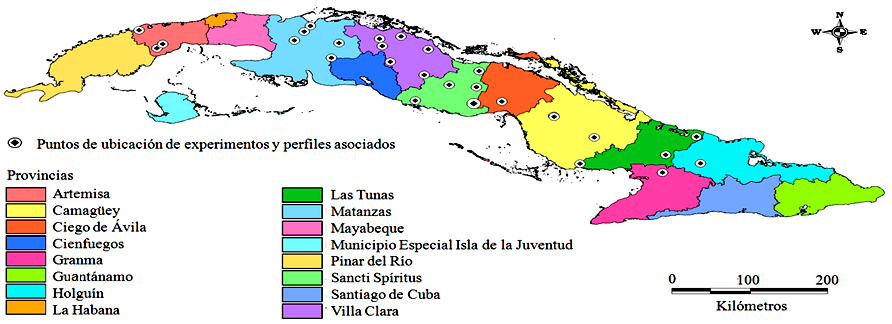 N
W E
S
Puntos de ubicación de experimentos y perfiles asociados
Provincias
Artemisa
Camagüey
Ciego de Ávila
Cienfuegos
Granma
Guantánamo
Holguín
La Habana
Las Tunas
Matanzas
Mayabeque
Municipio Especial Isla de la Juventud
Pinar del Río
Sancti Spíritus
Santiago de Cuba
Villa Clara
0 100 200
Kilómetros